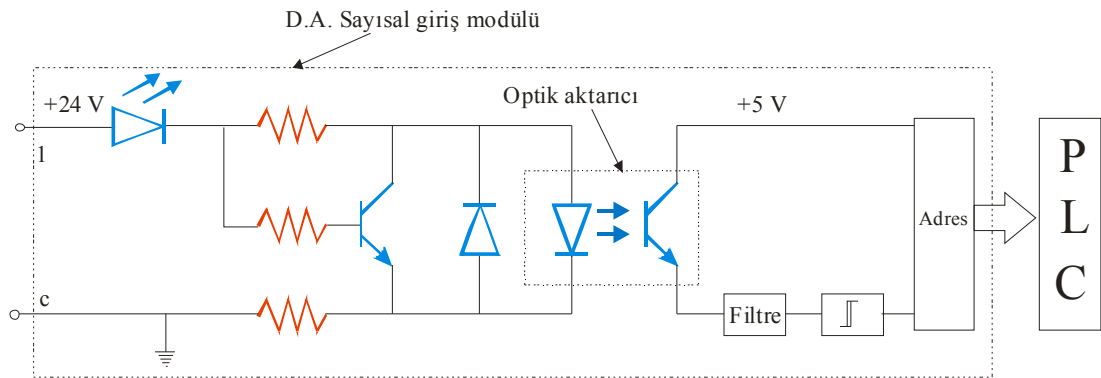 D.A. Sayısal giriş modülü
+24 V
Optik aktarıcı
+5 V
1
Adres
c
Filtre
P
L
C